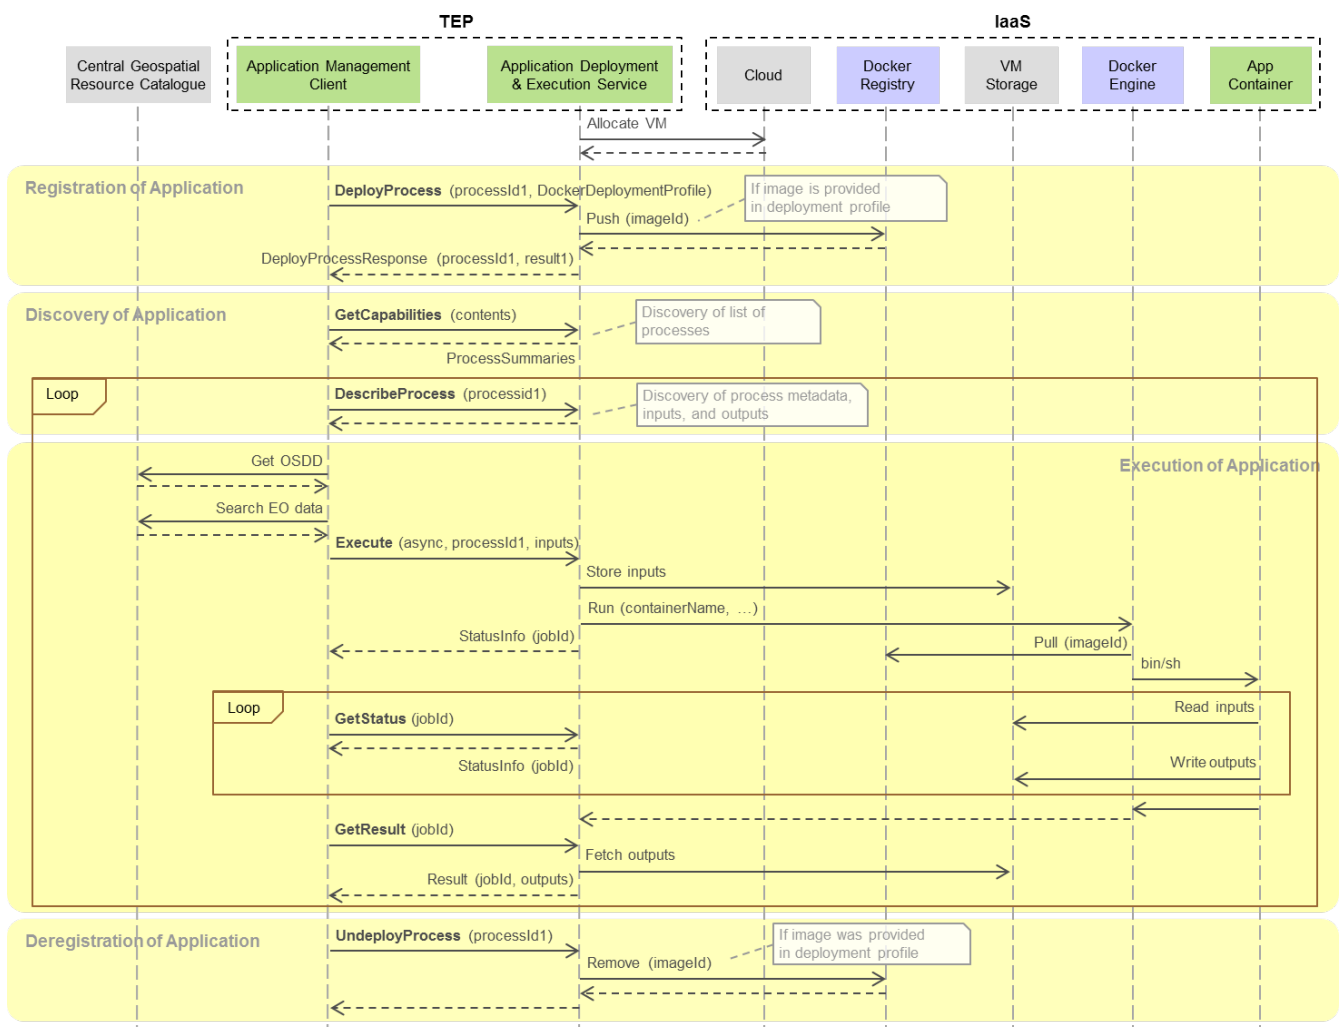 TEP
IaaS
Central Geospatial
Resource Catalogue
Application Management
Client
Application Deployment
& Execution Service
Cloud
Docker
Registry
VM
Storage
Docker
Engine
App
Container
Allocate VM
Registration of Application
DeployProcess (processId1, DockerDeploymentProfile)
If image is provided
in deployment profile
Push (imageId)
DeployProcessResponse (processId1, result1)
Discovery of Application
GetCapabilities (contents)
Discovery of list of
processes
ProcessSummaries
Loop
DescribeProcess (processid1)
Discovery of process metadata,
inputs, and outputs
Get OSDD
Execution of Application
Search EO data
Execute (async, processId1, inputs)
Store inputs
Run (containerName, …)
StatusInfo (jobId)
Pull (imageId)
bin/sh
Loop
Read inputs
GetStatus (jobId)
StatusInfo (jobId)
Write outputs
GetResult (jobId)
Fetch outputs
Result (jobId, outputs)
Deregistration of Application
UndeployProcess (processId1)
If image was provided
in deployment profile
Remove (imageId)